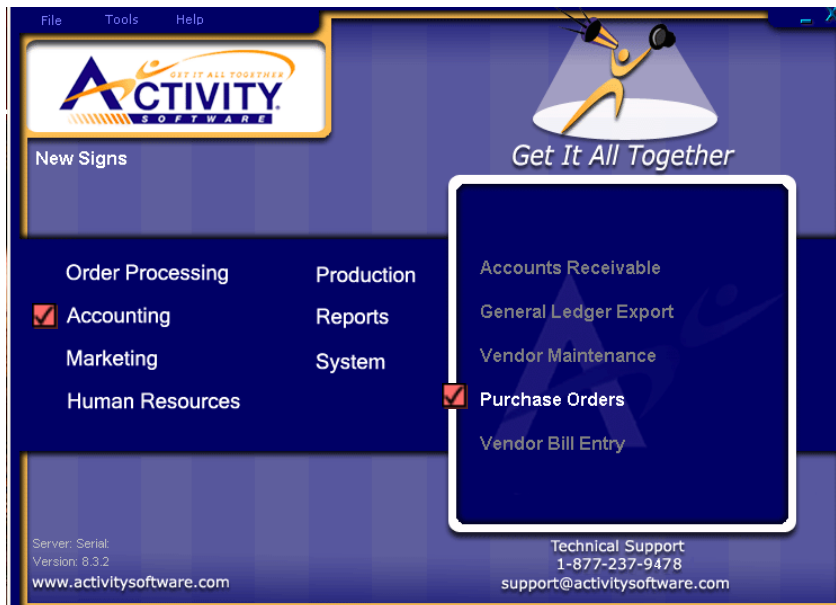 File Tools Help
GET IT ALL TOGETHER
ACTIVITY.
SOFTWARE
New Signs
Get It All Together
Order Processing
Accounting
Marketing
Human Resources
Production
Reports
System
Accounts Receivable
General Ledger Export
Vendor Maintenance
Purchase Orders
Vendor Bill Entry
Server: Serial:
Version: 8.3.2
www.activitysoftware.com
Technical Support
1-877-237-9478
support@activitysoftware.com